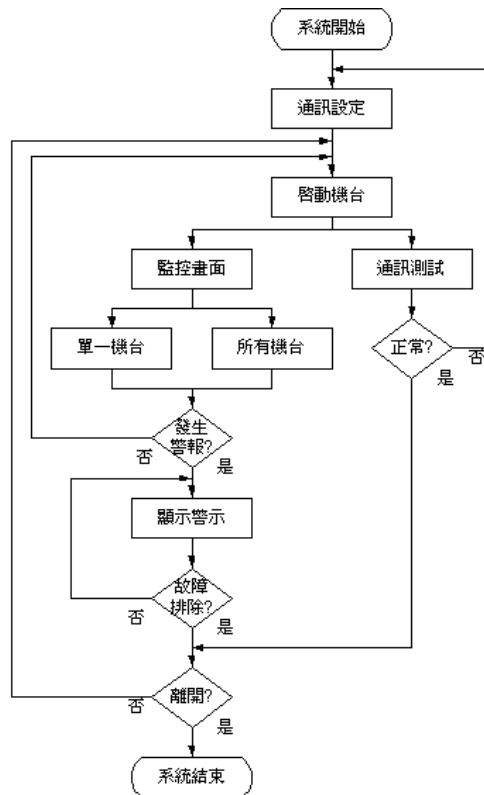 系統開始
通訊設定
啓動機台
監控畫面
通訊測試
單一機台
所有機台
正常?
否
是
發生
警報?
否
是
顯示警示
故障
排除?
否
是
離開?
否
是
系統結束